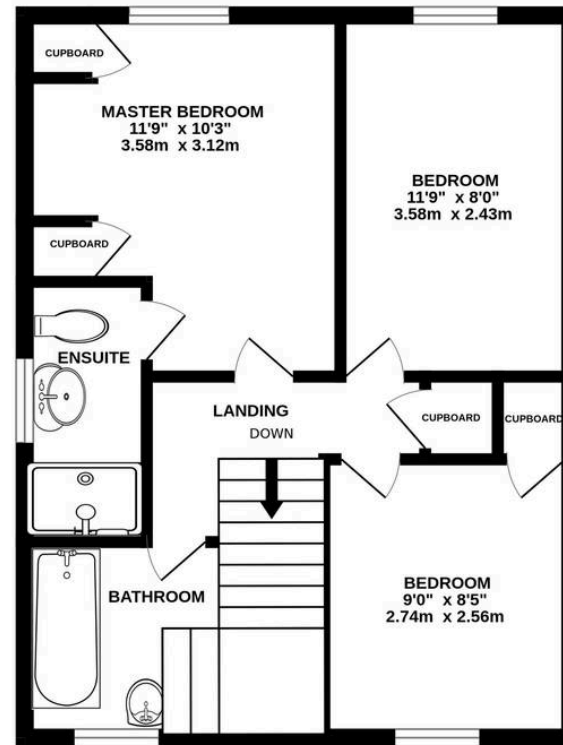 CUPBOARD
MASTER BEDROOM
11'9" x 10'3"
3.58m x 3.12m
BEDROOM
11'9" x 8'0"
3.58m x 2.43m
CUPBOARD
ENSUITE
LANDING
DOWN
CUPBOARD
CUPBOARD
BATHROOM
BEDROOM
9'0" x 8'5"
2.74m x 2.56m